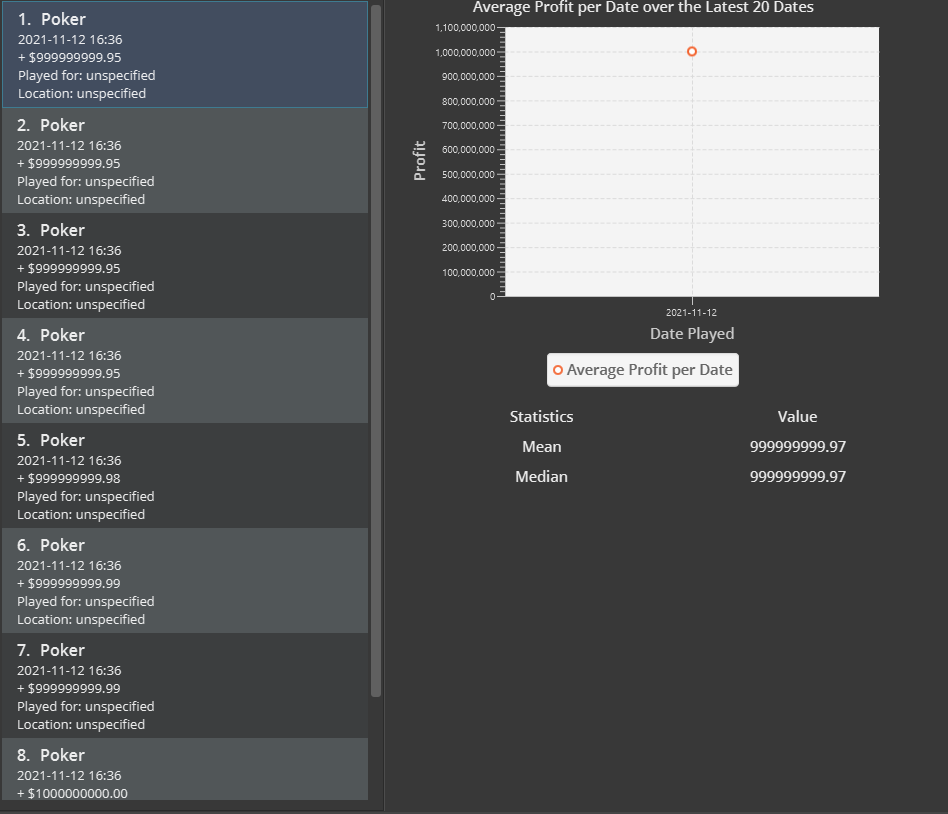 1. Poker
2021-11-12 16:36
+ $999999999.95
Played for: unspecified
Location: unspecified
2. Poker
2021-11-12 16:36
+ $999999999.95
Played for: unspecified
Location: unspecified
3. Poker
2021-11-12 16:36
+ $999999999.95
Played for: unspecified
Location: unspecified
4. Poker
2021-11-12 16:36
+ $999999999.95
Played for: unspecified
Location: unspecified
5. Poker
2021-11-12 16:36
+ $999999999.98
Played for: unspecified
Location: unspecified
6. Poker
2021-11-12 16:36
+ $999999999.99
Played for: unspecified
Location: unspecified
7. Poker
2021-11-12 16:36
+ $999999999.99
Played for: unspecified
Location: unspecified
8. Poker
2021-11-12 16:36
+ $1000000000.00
Average Profit per Date over the Latest 20 Dates
Profit
1,100,000,000
1,000,000,000
900,000,000
800,000,000
700,000,000
600,000,000
500,000,000
400,000,000
300,000,000
200,000,000
100,000,000
0
2021-11-12
Date Played
Average Profit per Date
Statistics Value
Mean 999999999.97
Median 999999999.97